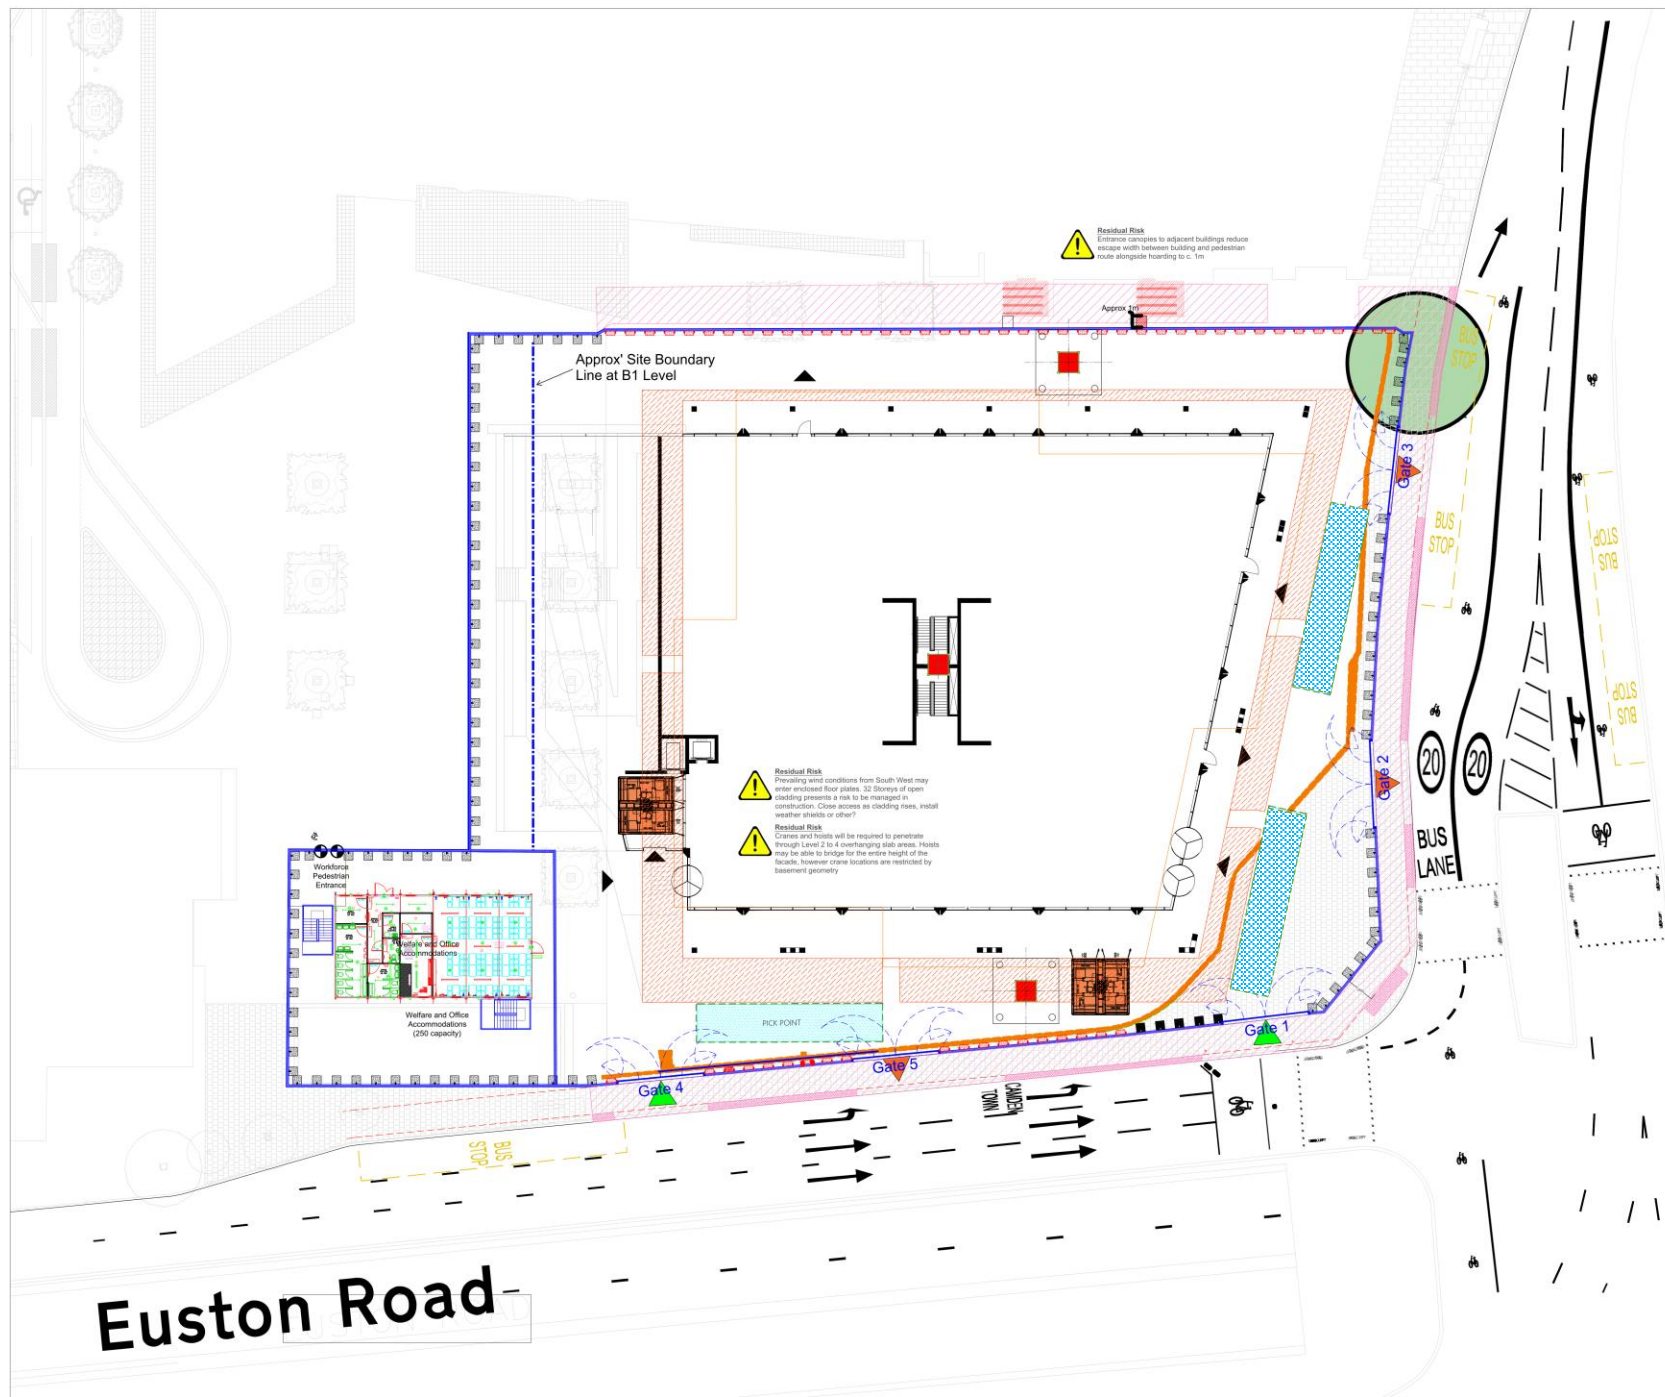 Residual Risk
Entrance canopies to adjacent buildings reduce
escape width between building and pedestrian
route alongside hoarding to c. 1m
Approx 1m
BUS
STOP
Approx' Site Boundary
Line at B1 Level
Gate 3
BUS
STOP
BUS
STOP
BUS
STOP
Residual Risk
Prevailing wind conditions from South West may
enter enclosed floor plates. 32 Storeys of open
cladding presents a risk to be managed in
construction. Close access as cladding rises, install
weather shields or other?
Residual Risk
Cranes and hoists will be required to penetrate
through Level 2 to 4 overhanging slab areas. Hoists
may be able to bridge for the entire height of the
facade, however crane locations are restricted by
basement geometry
Gate 2
20
20
BUS
LANE
Workforce
Pedestrian
Entrance
Welfare and Office
Accommodations
Welfare and Office
Accommodations
(250 capacity)
PICK POINT
Gate 1
Gate 5
Gate 4
CAMDEN
TOWN
BUS
STOP
Euston Road